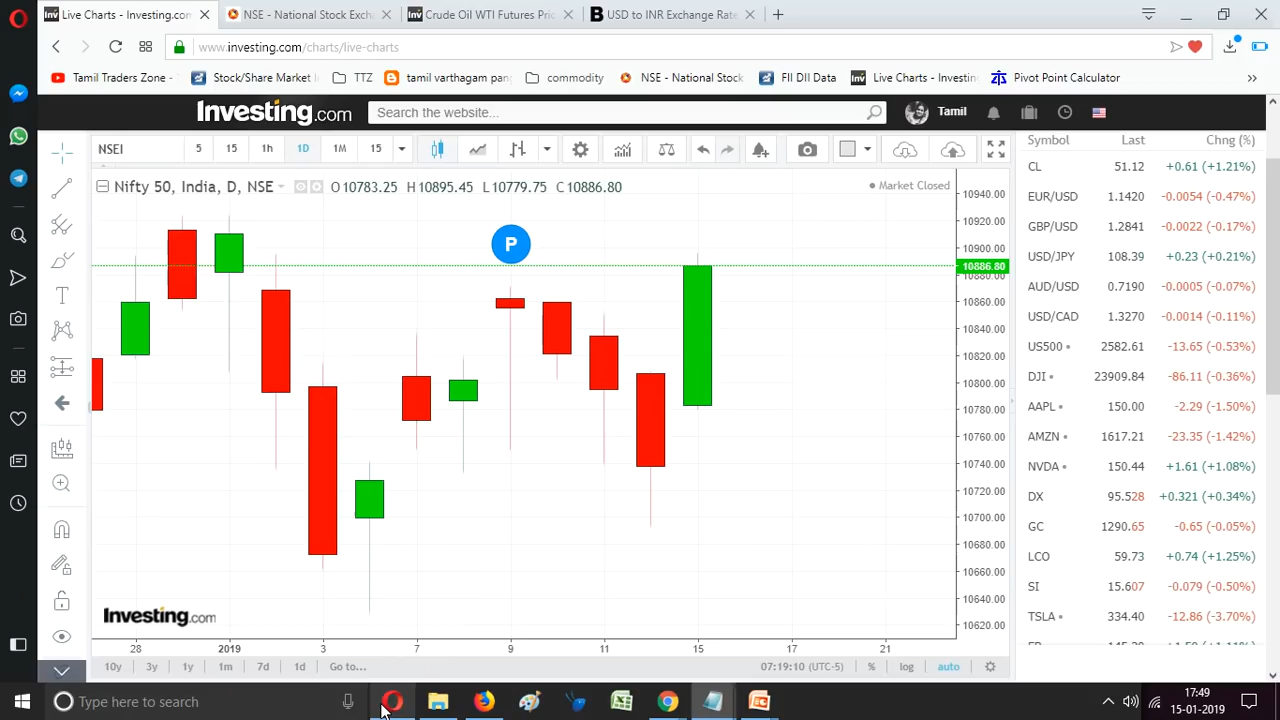 Live Charts - Investing.com
NSE - National Stock Exch
Crude Oil WTI Futures Pric
B USD to INR Exchange Rate
www.investing.com/charts/live-charts
Tamil Traders Zone -
Stock/Share Market
TTZ
tamil varthagam pan
commodity
NSE - National Stock
FII DII Data
Live Charts - Investin
Pivot Point Calculator
Investing.com
Search the website...
Tamil
NSEI
5
15
1h
1D
1M
15
Nifty 50, India, D, NSE
O10783.25 H10895.45 L10779.75 C10886.80
Market Closed
P
10940.00
10920.00
10900.00
10886.80
10880.00
10860.00
10840.00
10820.00
10800.00
10780.00
10760.00
10740.00
10720.00
10700.00
10680.00
10660.00
10640.00
10620.00
Investing.com
28 2019 3 7 9 11 15 17 21
10y 3y 1y 1m 7d 1d Go to...
07:19:10 (UTC-5) % log auto
Symbol Last Chng (%)
CL 51.12 +0.61 (+1.21%)
EUR/USD 1.1420 -0.0054 (-0.47%)
GBP/USD 1.2841 -0.0022 (-0.17%)
USD/JPY 108.39 +0.23 (+0.21%)
AUD/USD 0.7190 -0.0005 (-0.07%)
USD/CAD 1.3270 -0.0014 (-0.11%)
US500 2582.61 -13.65 (-0.53%)
DJI 23909.84 -86.11 (-0.36%)
AAPL 150.00 -2.29 (-1.50%)
AMZN 1617.21 -23.35 (-1.42%)
NVDA 150.44 +1.61 (+1.08%)
DX 95.528 +0.321 (+0.34%)
GC 1290.65 -0.65 (-0.05%)
LCO 59.73 +0.74 (+1.25%)
SI 15.607 -0.079 (-0.50%)
TSLA 334.40 -12.86 (-3.70%)
Type here to search
17:49
15-01-2019